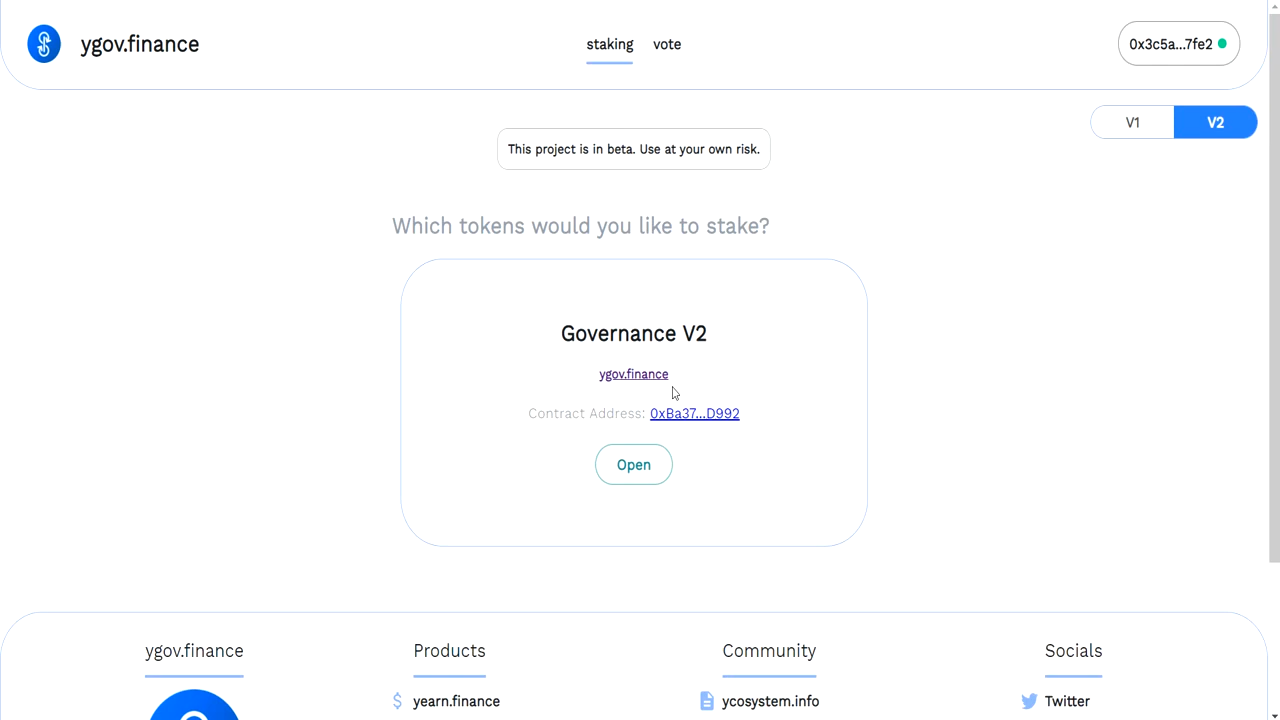 ygov.finance
staking vote
0x3c5a...7fe2
V1 V2
This project is in beta. Use at your own risk.
Which tokens would you like to stake?
Governance V2
ygov.finance
Contract Address: 0xBa37...D992
Open
ygov.finance Products Community Socials
yearn.finance ycosystem.info Twitter